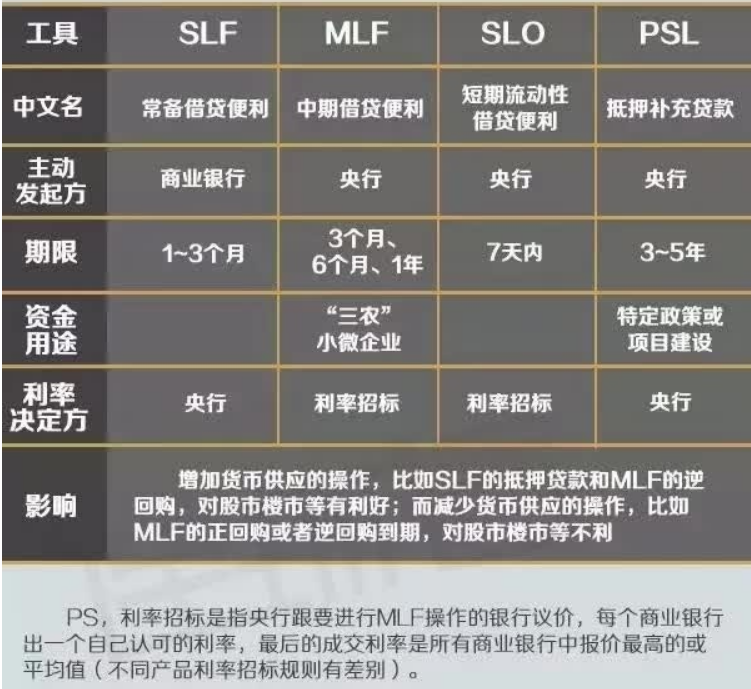 工具 SLF MLF SLO PSL
中文名 常备借贷便利 中期借贷便利 短期流动性 抵押补充贷款
借贷便利
主动 商业银行 央行 央行 央行
发起方
期限 1~3个月 3个月、 7天内 3~5年
6个月、1年
资金 “三农” 特定政策或
用途 小微企业 项目建设
利率 央行 利率招标 利率招标 央行
决定方
影响 增加货币供应的操作，比如SLF的抵押贷款和MLF的逆
回购，对股市楼市等有利好；而减少货币供应的操作，比如
MLF的正回购或者逆回购到期，对股市楼市等不利
PS，利率招标是指央行跟要进行MLF操作的银行议价，每个商业银行
出一个自己认可的利率，最后的成交利率是所有商业银行中报价最高的或
平均值（不同产品利率招标规则有差别）。